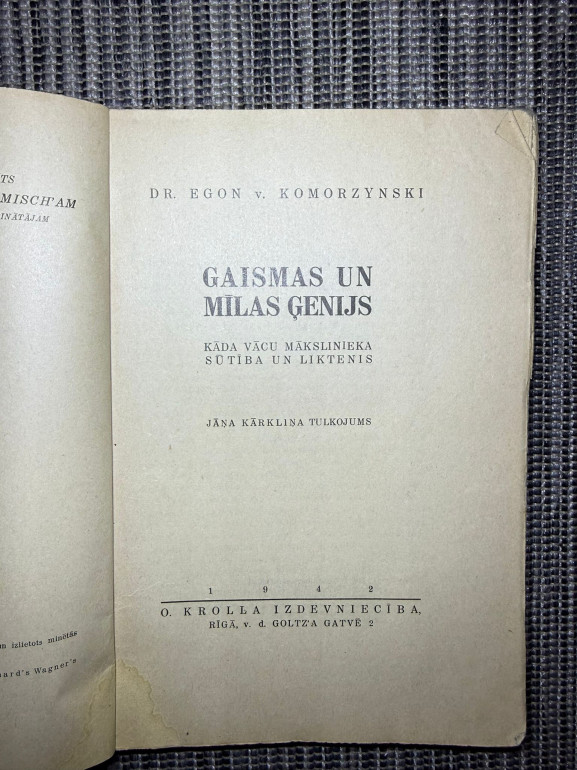 TS
MISCH'AM
INĀTĀJAM
izlietots minētās
ard's Wagner's
DR. EGON v. KOMORZYNSKI
GAISMAS UN
MĪLAS ĢENIJS
KĀDA VĀCU MĀKSLINIEKA
SŪTĪBA UN LIKTENIS
JĀŅA KĀRKLIŅA TULKOJUMS
1 9 4 2
O. KROLLA IZDEVNIECĪBA,
RĪGĀ, v. d. GOLTZ'A GATVĒ 2